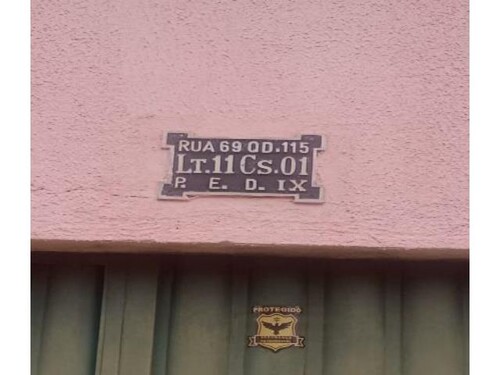 RUA 69 QD.115
LT.11 CS.01
P. E. D. IX
PROTEGIDO